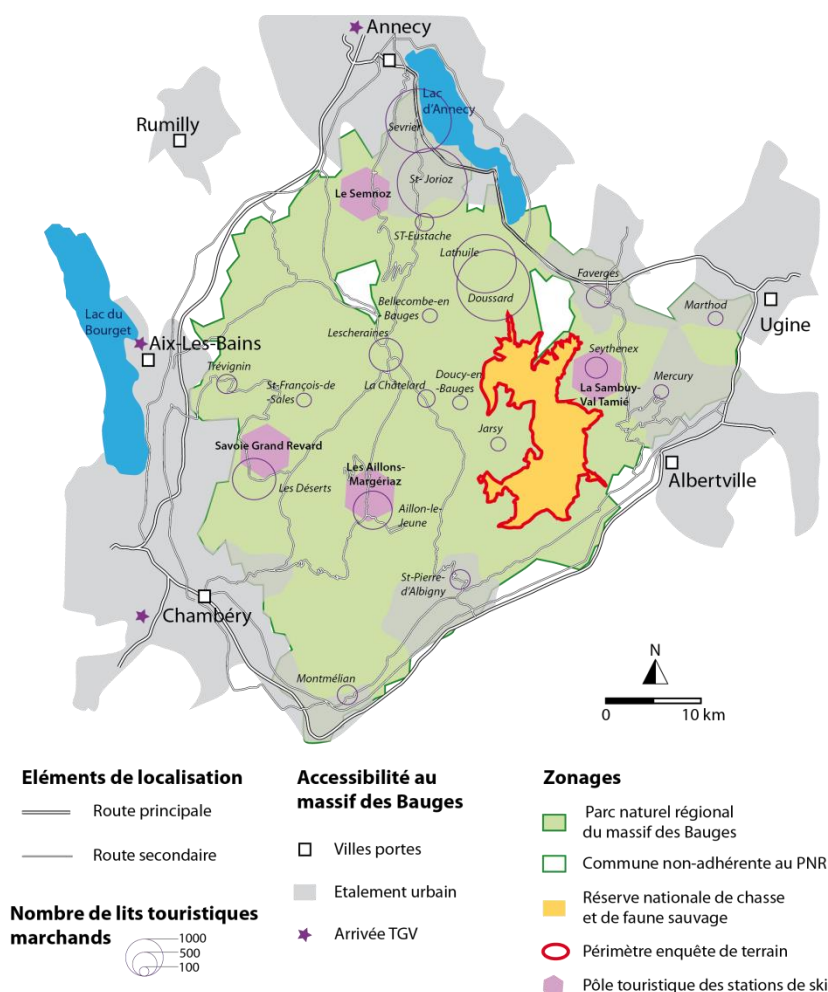 Annecy
Lac
d'Annecy
Rumilly
Sevrier
St- Jorioz
Le Semnoz
ST-Eustache
Lathuile
Faverges
Doussard
Marthod
Ugine
Lac du
Bourget
Bellecombe-en
- Bauges
Aix-Les-Bains
Lescheraines
Seythenex
Trévignin
St-François-de
-Sales
La Châtelard
Doucy-en
-Bauges
La Sambuy-
Val Tamié
Mercury
Jarsy
Savoie Grand Revard
Les Aillons-
Margériaz
Albertville
Les Déserts
Aillon-le-
Jeune
St-Pierre-
d'Albigny
Chambéry
Montmélian
N
0 10 km
Eléments de localisation
Route principale
Route secondaire
Nombre de lits touristiques
marchands
1000
500
100
Accessibilité au
massif des Bauges
Villes portes
Etalement urbain
Arrivée TGV
Zonages
Parc naturel régional
du massif des Bauges
Commune non-adhérente au PNR
Réserve nationale de chasse
et de faune sauvage
Périmètre enquête de terrain
Pôle touristique des stations de ski